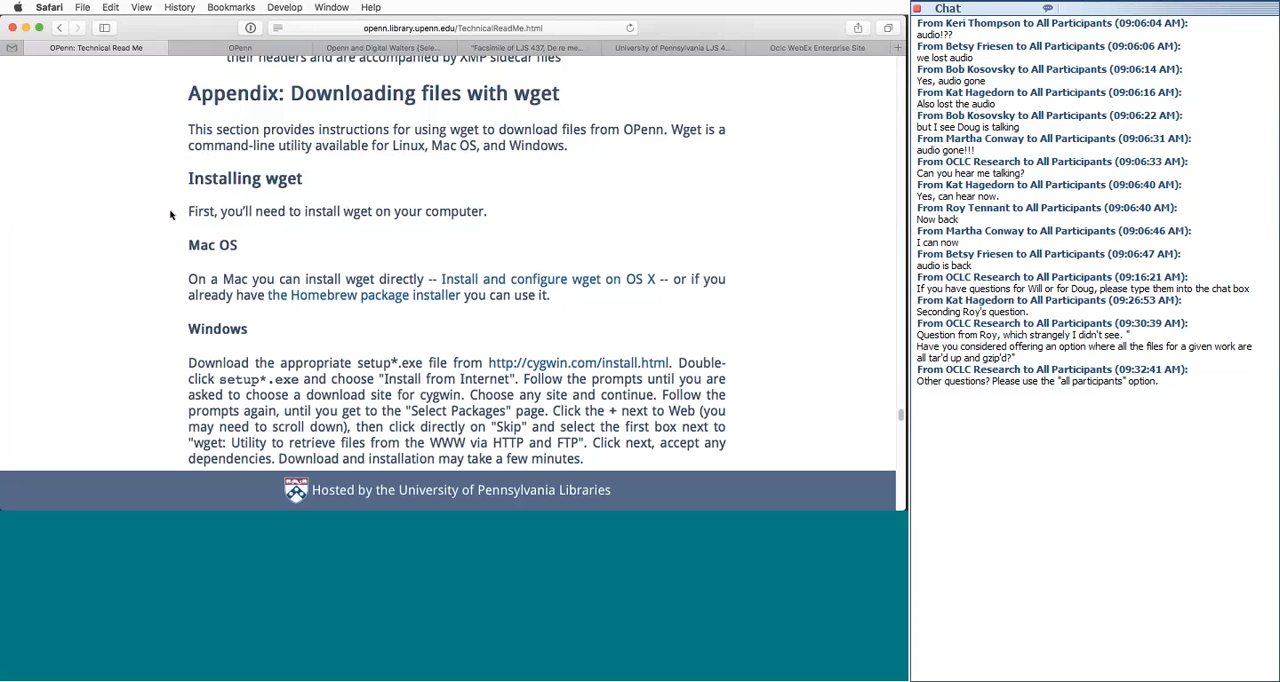 Safari File Edit View History Bookmarks Develop Window Help
openn.library.upenn.edu/TechnicalReadMe.html
OPenn: Technical Read Me OPenn Openn and Digital Walters (Sele... "Facsimile of LJS 437, De re me... University of Pennsylvania LJS 4... Oclc WebEx Enterprise Site
their headers and are accompanied by XMP sidecar files
Appendix: Downloading files with wget
This section provides instructions for using wget to download files from OPenn. Wget is a
command-line utility available for Linux, Mac OS, and Windows.
Installing wget
First, you'll need to install wget on your computer.
Mac OS
On a Mac you can install wget directly -- Install and configure wget on OS X -- or if you
already have the Homebrew package installer you can use it.
Windows
Download the appropriate setup*.exe file from http://cygwin.com/install.html. Double-
click setup*.exe and choose "Install from Internet". Follow the prompts until you are
asked to choose a download site for cygwin. Choose any site and continue. Follow the
prompts again, until you get to the "Select Packages" page. Click the + next to Web (you
may need to scroll down), then click directly on "Skip" and select the first box next to
"wget: Utility to retrieve files from the WWW via HTTP and FTP". Click next, accept any
dependencies. Download and installation may take a few minutes.
Hosted by the University of Pennsylvania Libraries
Chat
From Keri Thompson to All Participants (09:06:04 AM):
audio!??
From Betsy Friesen to All Participants (09:06:06 AM):
we lost audio
From Bob Kosovsky to All Participants (09:06:14 AM):
Yes, audio gone
From Kat Hagedorn to All Participants (09:06:16 AM):
Also lost the audio
From Bob Kosovsky to All Participants (09:06:22 AM):
but I see Doug is talking
From Martha Conway to All Participants (09:06:31 AM):
audio gone!!!
From OCLC Research to All Participants (09:06:33 AM):
Can you hear me talking?
From Kat Hagedorn to All Participants (09:06:40 AM):
Yes, can hear now.
From Roy Tennant to All Participants (09:06:40 AM):
Now back
From Martha Conway to All Participants (09:06:46 AM):
I can now
From Betsy Friesen to All Participants (09:06:47 AM):
audio is back
From OCLC Research to All Participants (09:16:21 AM):
If you have questions for Will or for Doug, please type them into the chat box
From Kat Hagedorn to All Participants (09:26:53 AM):
Seconding Roy's question.
From OCLC Research to All Participants (09:30:39 AM):
Question from Roy, which strangely I didn't see. "
Have you considered offering an option where all the files for a given work are
all tar'd up and gzip'd?"
From OCLC Research to All Participants (09:32:41 AM):
Other questions? Please use the "all participants" option.